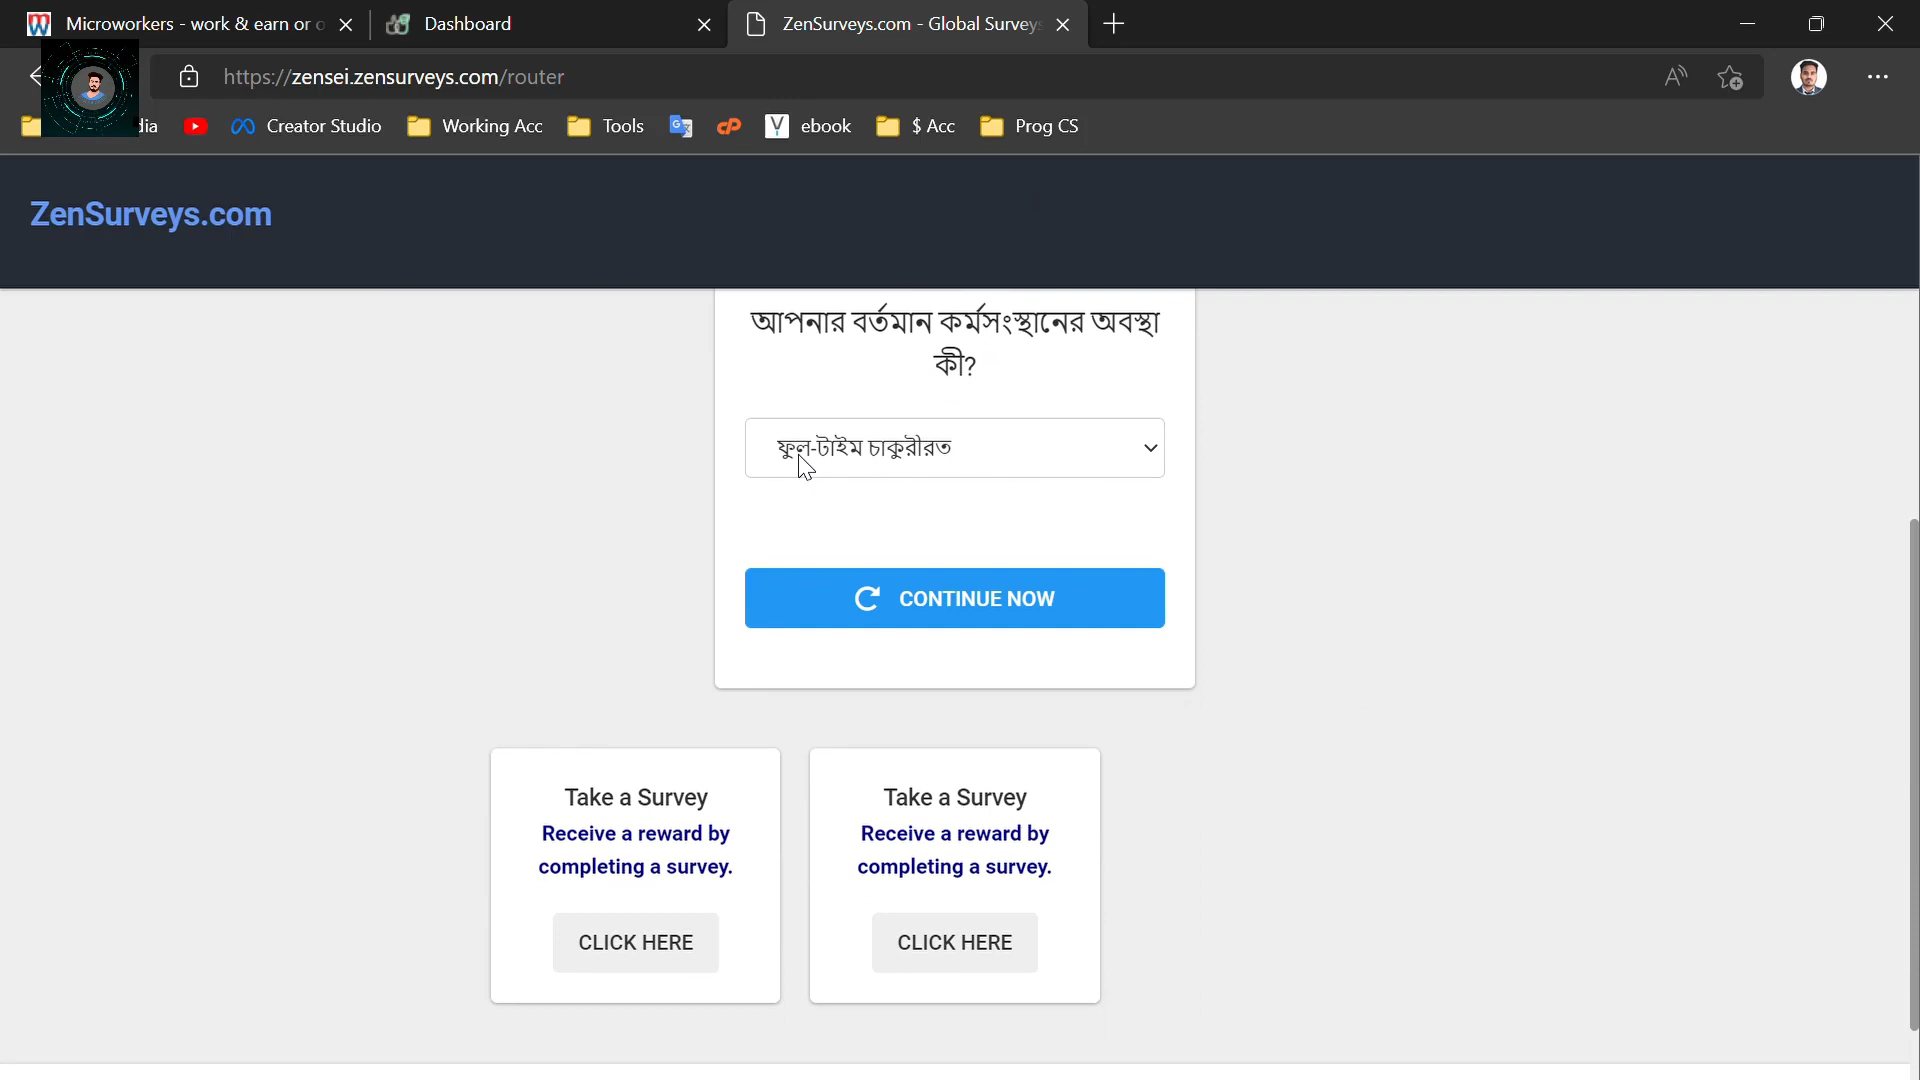 Microworkers - work & earn or o
Dashboard
ZenSurveys.com - Global Surveys
https://zensei.zensurveys.com/router
dia
Creator Studio
Working Acc
Tools
ebook
$ Acc
Prog CS
ZenSurveys.com
আপনার বর্তমান কর্মসংস্থানের অবস্থা
কী?
ফুল-টাইম চাকুরীরত
CONTINUE NOW
Take a Survey
Receive a reward by
completing a survey.
CLICK HERE
Take a Survey
Receive a reward by
completing a survey.
CLICK HERE